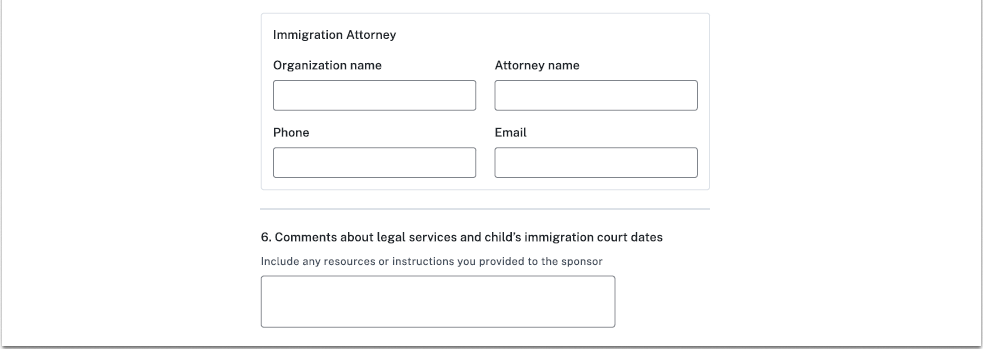 Immigration Attorney
Organization name
Attorney name
Phone
Email
6. Comments about legal services and child's immigration court dates
Include any resources or instructions you provided to the sponsor